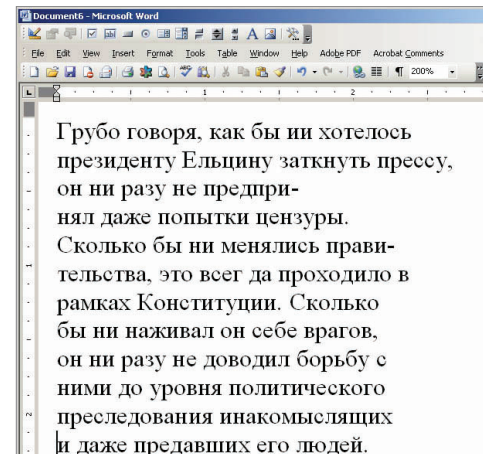 Document6 - Microsoft Word
File Edit View Insert Format Tools Table Window Help Adobe PDF Acrobat Comments
200%
1 2
Грубо говоря, как бы ии хотелось
президенту Ельцину заткнуть прессу,
он ни разу не предпри-
нял даже попытки цензуры.
Сколько бы ни менялись прави-
тельства, это всег да проходило в
рамках Конституции. Сколько
бы ни наживал он себе врагов,
он ни разу не доводил борьбу с
ними до уровня политического
преследования инакомыслящих
и даже предавших его людей.